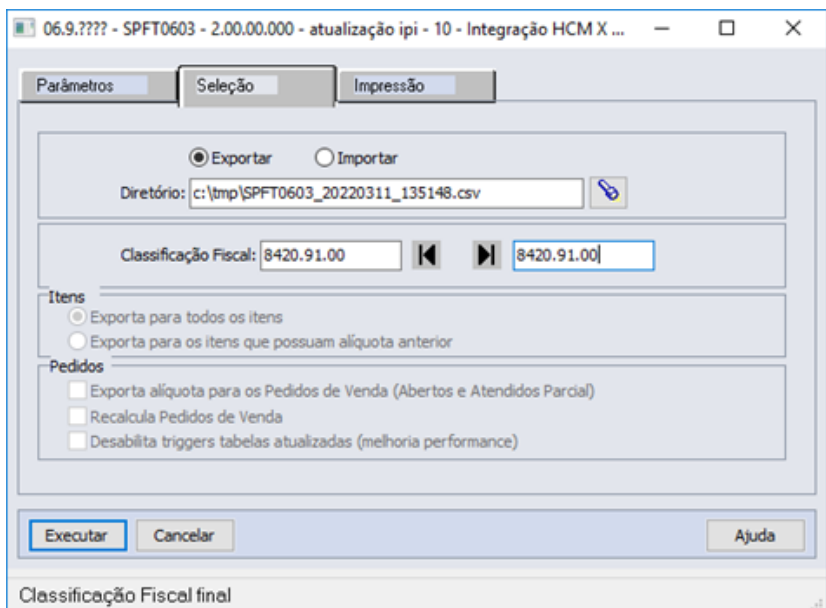 06.9.???? - SPFT0603 - 2.00.00.000 - atualização ipi - 10 - Integração HCM X ...
Parâmetros Seleção Impressão
Exportar Importar
Diretório: c:\tmp\SPFT0603_20220311_135148.csv
Classificação Fiscal: 8420.91.00 8420.91.00
Itens
Exporta para todos os itens
Exporta para os itens que possuam alíquota anterior
Pedidos
Exporta alíquota para os Pedidos de Venda (Abertos e Atendidos Parcial)
Recalcula Pedidos de Venda
Desabilita triggers tabelas atualizadas (melhoria performance)
Executar Cancelar Ajuda
Classificação Fiscal final